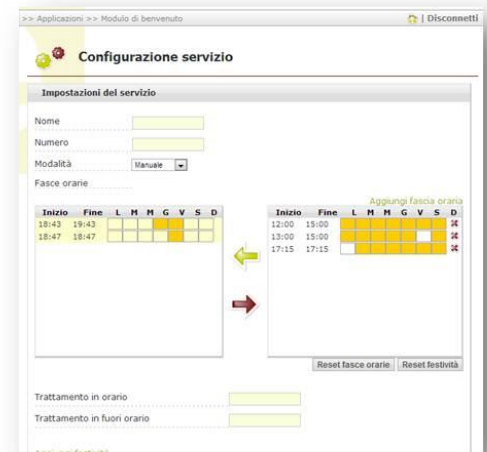 >> Applicazioni >> Modulo di benvenuto | Disconnetti
Configurazione servizio
Impostazioni del servizio
Nome
Numero
Modalità Manuale
Fasce orarie
Aggiungi fascia oraria
Inizio Fine L M M G V S D
18:43 19:43
18:47 18:47
Inizio Fine L M M G V S D
12:00 15:00
13:00 15:00
17:15 17:15
Reset fasce orarie Reset festività
Trattamento in orario
Trattamento in fuori orario